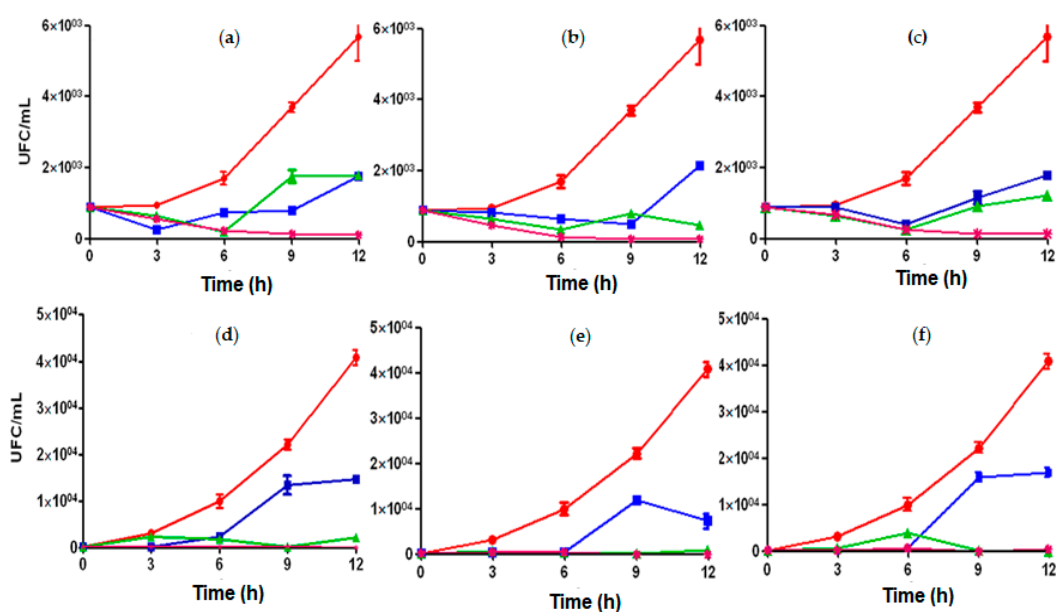 (a) (b) (c)
UFC/mL
6×10⁰³ 6×10⁰³ 6×10⁰³
4×10⁰³ 4×10⁰³ 4×10⁰³
2×10⁰³ 2×10⁰³ 2×10⁰³
0 0 0
0 3 6 9 12 0 3 6 9 12 0 3 6 9 12
Time (h) Time (h) Time (h)
(d) (e) (f)
UFC/mL
5×10⁰⁴ 5×10⁰⁴ 5×10⁰⁴
4×10⁰⁴ 4×10⁰⁴ 4×10⁰⁴
3×10⁰⁴ 3×10⁰⁴ 3×10⁰⁴
2×10⁰⁴ 2×10⁰⁴ 2×10⁰⁴
1×10⁰⁴ 1×10⁰⁴ 1×10⁰⁴
0 0 0
0 3 6 9 12 0 3 6 9 12 0 3 6 9 12
Time (h) Time (h) Time (h)